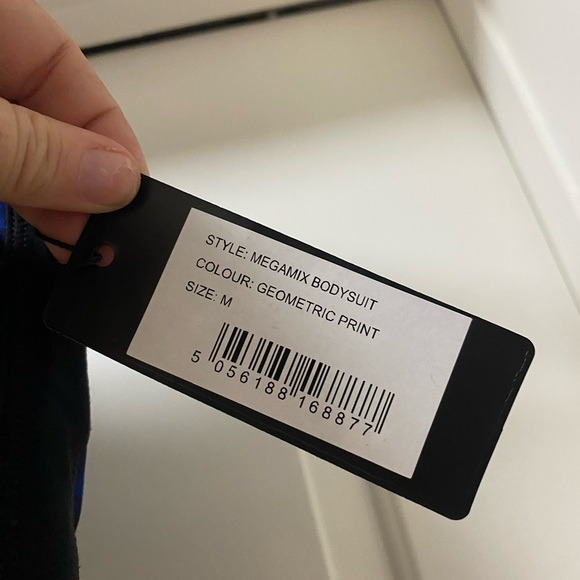 STYLE: MEGAMIX BODYSUIT
COLOUR: GEOMETRIC PRINT
SIZE: M
5 056188 168877